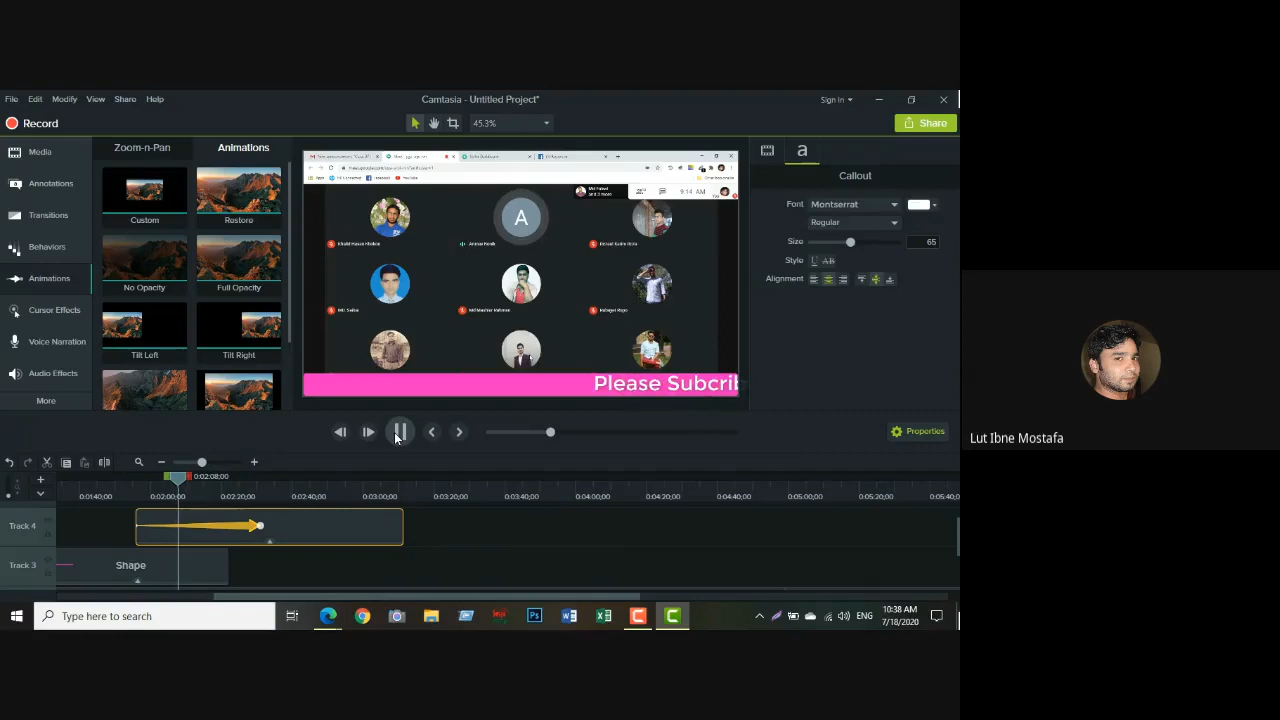 File Edit Modify View Share Help
Camtasia - Untitled Project*
Sign In
Record
45.3%
Share
Media
Annotations
Transitions
Behaviors
Animations
Cursor Effects
Voice Narration
Audio Effects
More
Zoom-n-Pan
Animations
Custom
Restore
No Opacity
Full Opacity
Tilt Left
Tilt Right
9:14 AM
A
Please Subcrib
a
Callout
Font
Montserrat
Regular
Size
65
Style
U AB
Alignment
Properties
0:02:08;00
0:01:40;00 0:02:00;00 0:02:20;00 0:02:40;00 0:03:00;00 0:03:20;00 0:03:40;00 0:04:00;00 0:04:20;00 0:04:40;00 0:05:00;00 0:05:20;00 0:05:40;0
Track 4
Track 3
Shape
Type here to search
ENG
10:38 AM
7/18/2020
Lut Ibne Mostafa